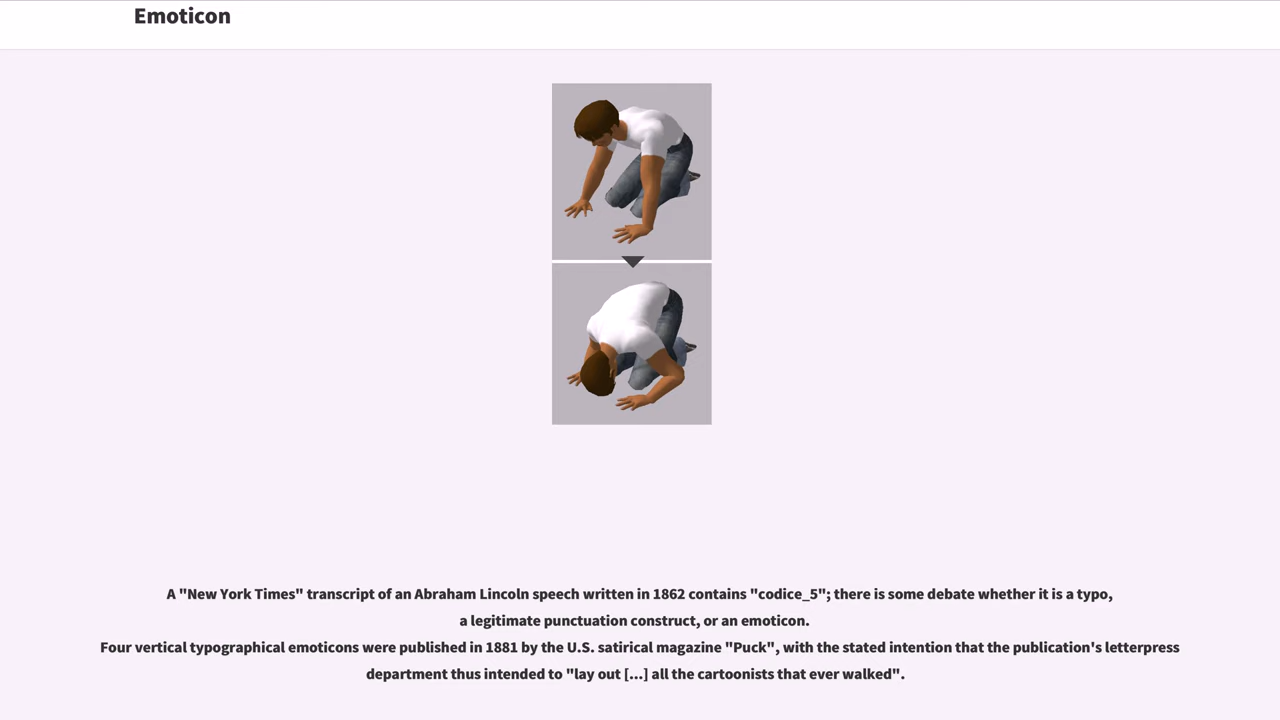 Emoticon
A "New York Times" transcript of an Abraham Lincoln speech written in 1862 contains "codice_5"; there is some debate whether it is a typo,
a legitimate punctuation construct, or an emoticon.
Four vertical typographical emoticons were published in 1881 by the U.S. satirical magazine "Puck", with the stated intention that the publication's letterpress
department thus intended to "lay out [...] all the cartoonists that ever walked".